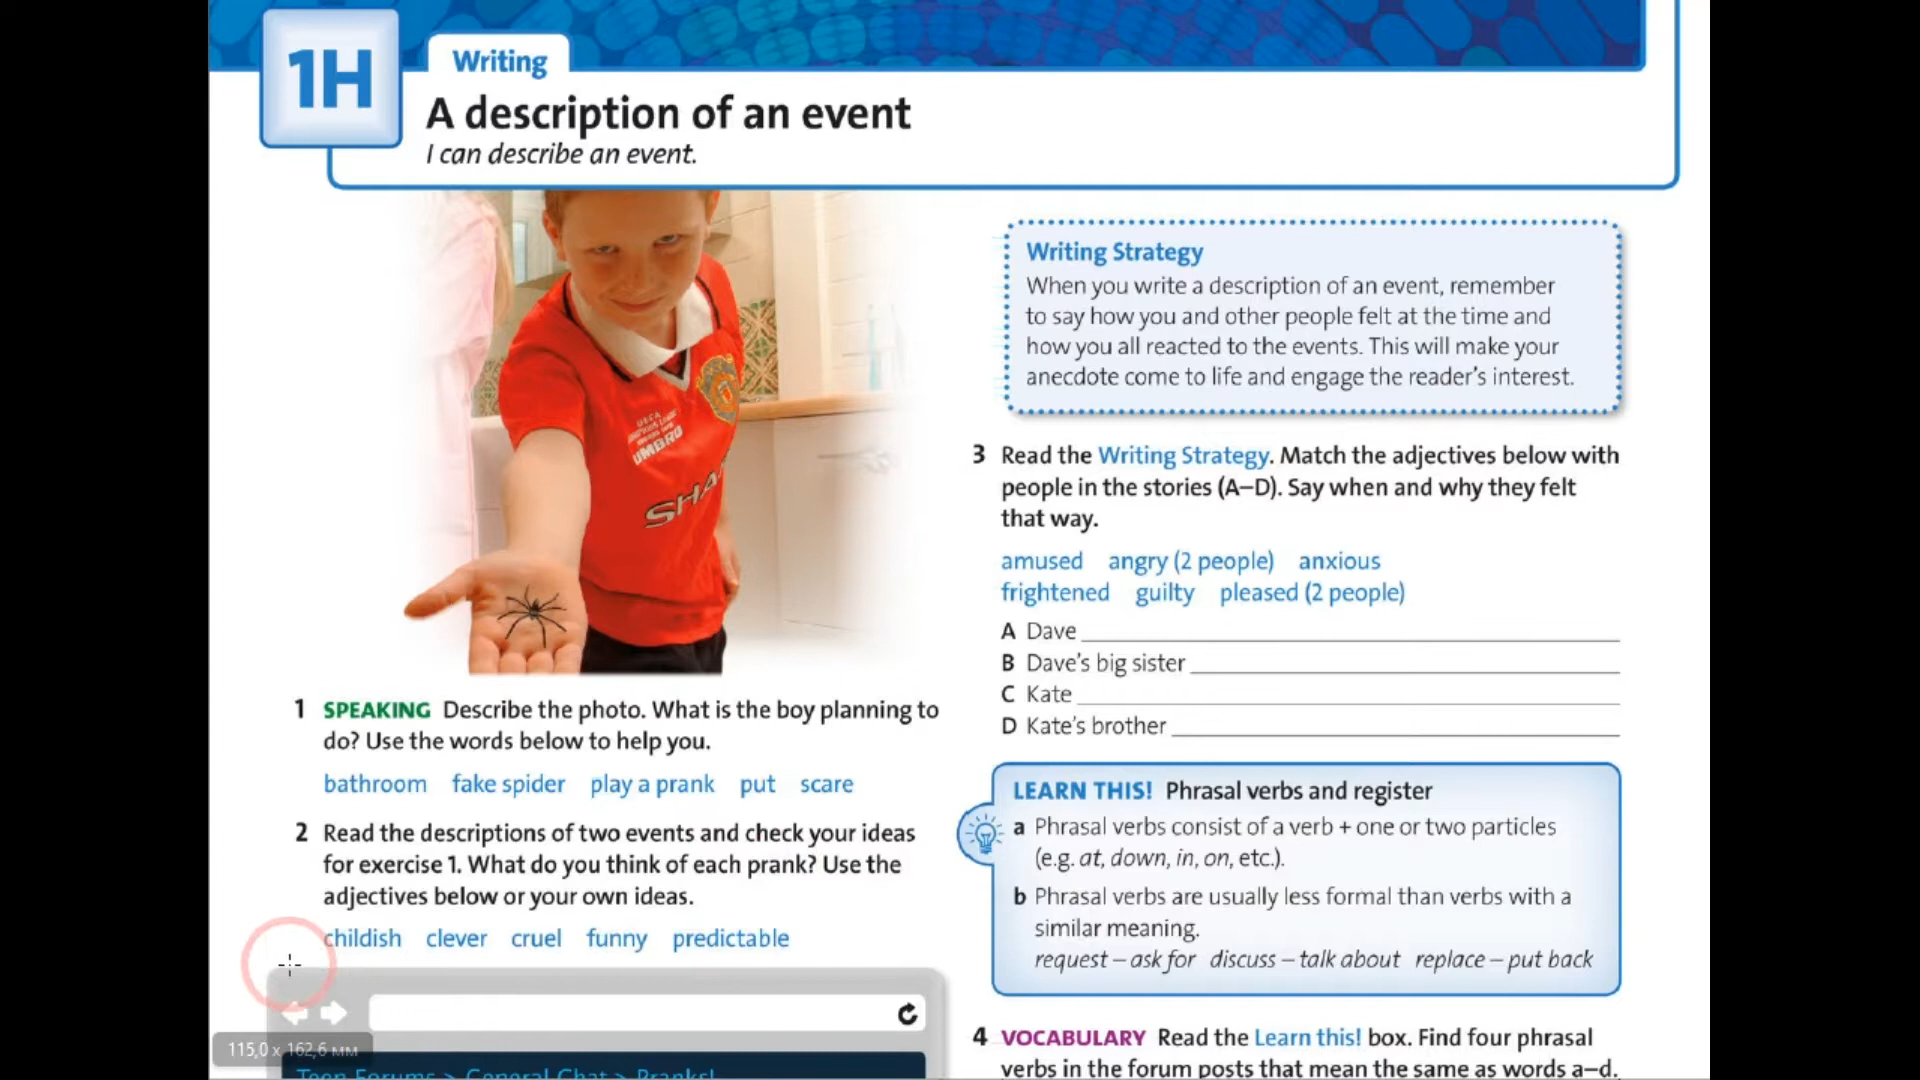 1H
Writing
A description of an event
I can describe an event.
UMBRO
SHA
1 SPEAKING Describe the photo. What is the boy planning to
do? Use the words below to help you.
bathroom fake spider play a prank put scare
2 Read the descriptions of two events and check your ideas
for exercise 1. What do you think of each prank? Use the
adjectives below or your own ideas.
childish clever cruel funny predictable
115,0 x 162,6 мм
Teen Forums > General Chat > Pranks!
Writing Strategy
When you write a description of an event, remember
to say how you and other people felt at the time and
how you all reacted to the events. This will make your
anecdote come to life and engage the reader's interest.
3 Read the Writing Strategy. Match the adjectives below with
people in the stories (A–D). Say when and why they felt
that way.
amused angry (2 people) anxious
frightened guilty pleased (2 people)
A Dave
B Dave's big sister
C Kate
D Kate's brother
LEARN THIS! Phrasal verbs and register
a Phrasal verbs consist of a verb + one or two particles
(e.g. at, down, in, on, etc.).
b Phrasal verbs are usually less formal than verbs with a
similar meaning.
request – ask for discuss – talk about replace – put back
4 VOCABULARY Read the Learn this! box. Find four phrasal
verbs in the forum posts that mean the same as words a–d.